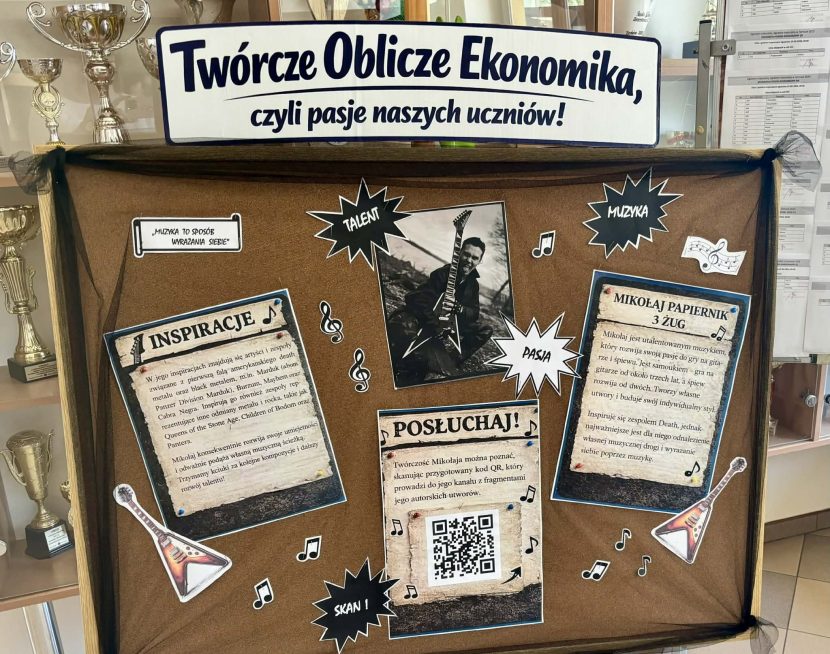 Twórcze Oblicze Ekonomika,
czyli pasje naszych uczniów!
„MUZYKA TO SPOSÓB
WYRAŻANIA SIEBIE"
TALENT
MUZYKA
PASJA
INSPIRACJE
W jego inspiracjach znajdują się artyści i zespoły
związane z pierwszą falą amerykańskiego death
metalu oraz black metalem, m.in. Marduk (album
Panzer Division Marduk), Burzum, Mayhem oraz
Cabra Negra. Inspirują go również zespoły rep-
rezentujące inne odmiany metalu i rocka, takie jak
Queens of the Stone Age, Children of Bodom oraz
Pantera.
Mikołaj konsekwentnie rozwija swoje umiejętności
i odważnie podąża własną muzyczną ścieżką.
Trzymamy kciuki za kolejne kompozycje i dalszy
rozwój talentu!
POSŁUCHAJ!
Twórczość Mikołaja można poznać,
skanując przygotowany kod QR, który
prowadzi do jego kanału z fragmentami
jego autorskich utworów.
SKAN !
MIKOŁAJ PAPIERNIK
3 ŻUG
Mikołaj jest utalentowanym muzykiem,
który rozwija swoją pasję do gry na gita-
rze i śpiewu. Jest samoukiem - gra na
gitarze od około trzech lat, a śpiew
rozwija od dwóch. Tworzy własne
utwory i buduje swój indywidualny styl.
Inspiruje się zespołem Death, jednak
najważniejsze jest dla niego odnalezienie
własnej muzycznej drogi i wyrażanie
siebie poprzez muzykę.